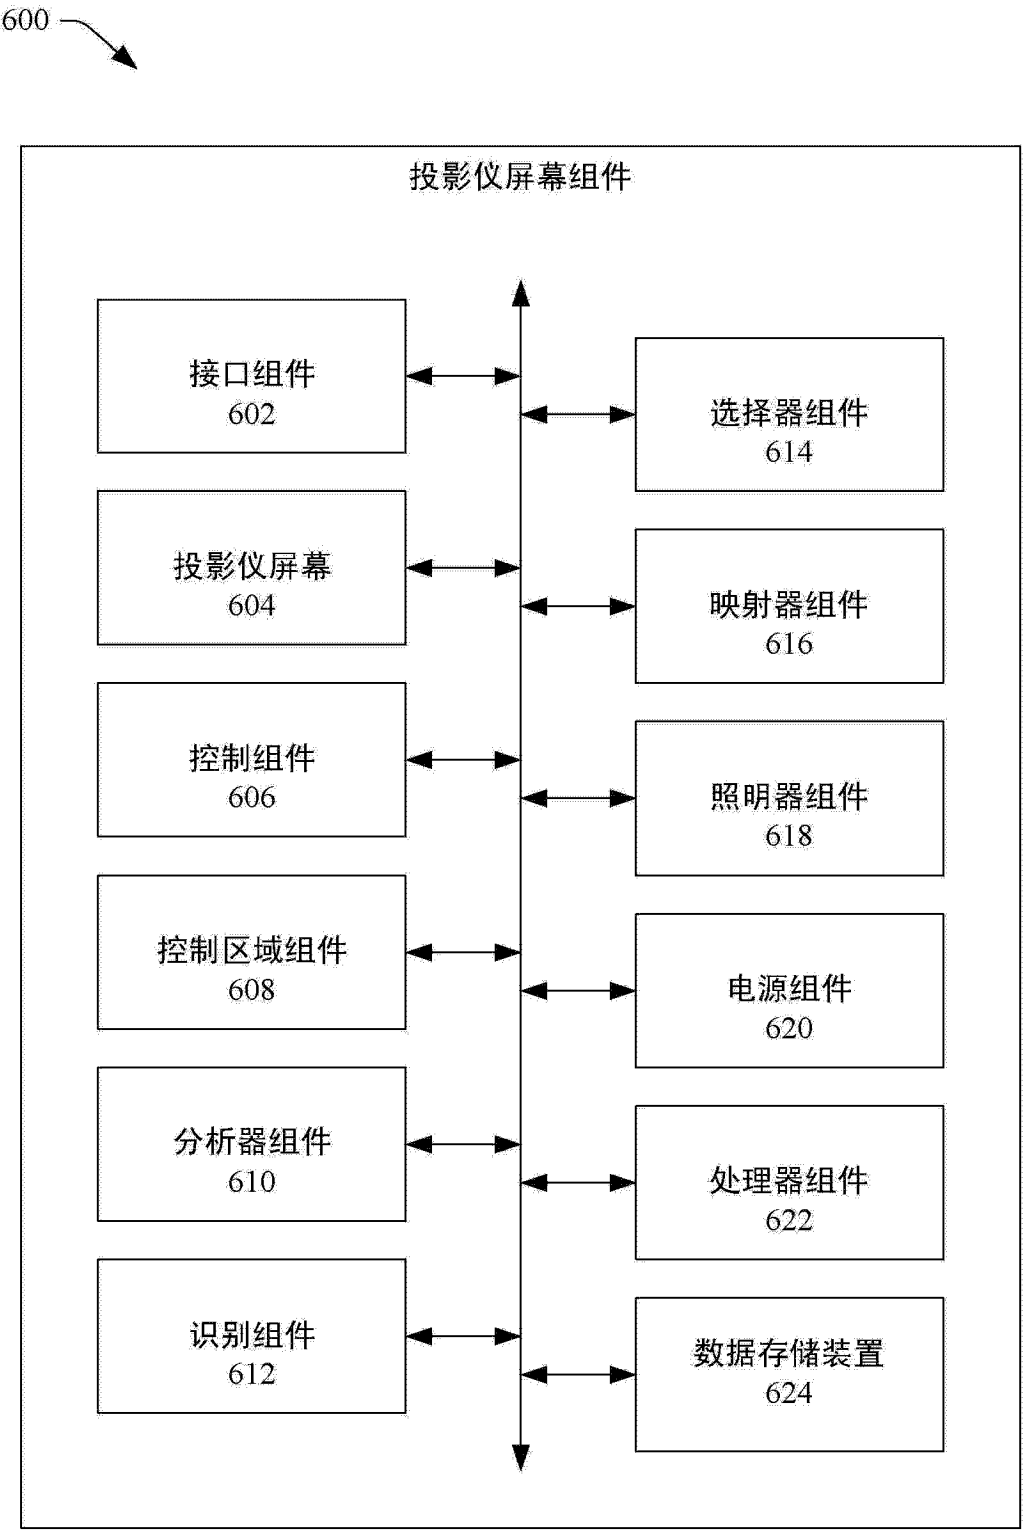 600
投影仪屏幕组件
接口组件
602
投影仪屏幕
604
控制组件
606
控制区域组件
608
分析器组件
610
识别组件
612
选择器组件
614
映射器组件
616
照明器组件
618
电源组件
620
处理器组件
622
数据存储装置
624